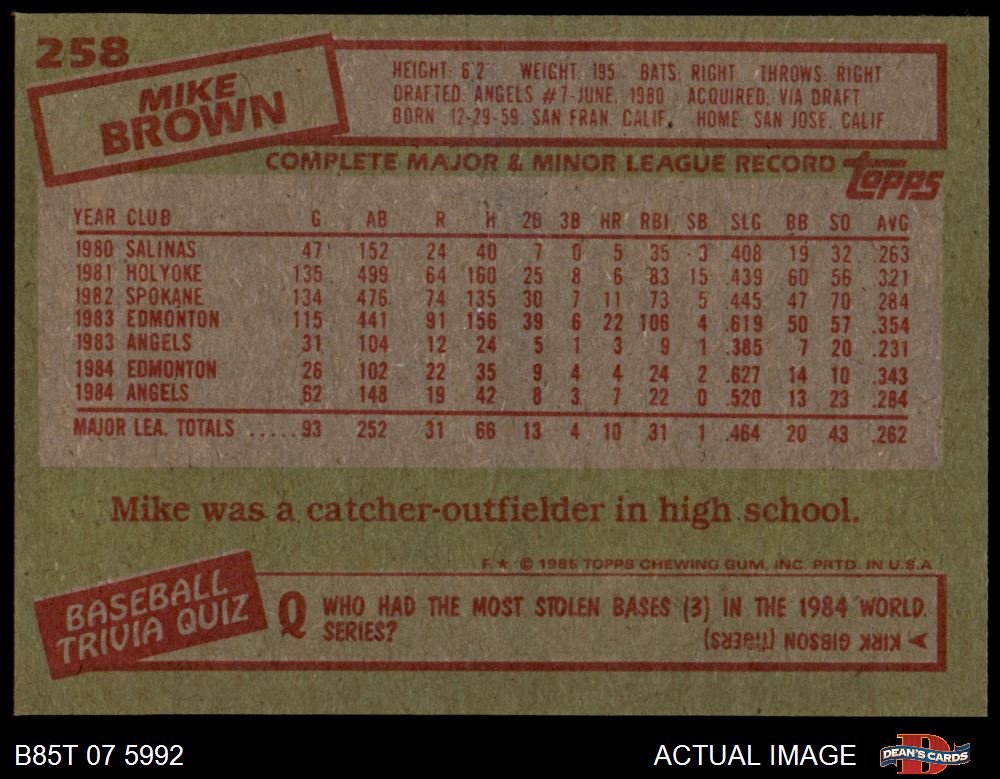 258
MIKE
BROWN
HEIGHT: 6'2" WEIGHT: 195 BATS: RIGHT THROWS: RIGHT
DRAFTED: ANGELS #7-JUNE, 1980 ACQUIRED: VIA DRAFT
BORN: 12-29-59, SAN FRAN, CALIF. HOME: SAN JOSE, CALIF.
COMPLETE MAJOR & MINOR LEAGUE RECORD
TOPPS
YEAR CLUB G AB R H 2B 3B HR RBI SB SLG BB SO AVG
1980 SALINAS 47 152 24 40 7 0 5 35 3 .408 19 32 .263
1981 HOLYOKE 135 499 64 160 25 8 6 83 15 .439 60 56 .321
1982 SPOKANE 134 476 74 135 30 7 11 73 5 .445 47 70 .284
1983 EDMONTON 115 441 91 156 39 6 22 106 4 .619 50 57 .354
1983 ANGELS 31 104 12 24 5 1 3 9 1 .385 7 20 .231
1984 EDMONTON 26 102 22 35 9 4 4 24 2 .627 14 10 .343
1984 ANGELS 62 148 19 42 8 3 7 22 0 .520 13 23 .284
MAJOR LEA. TOTALS .....93 252 31 66 13 4 10 31 1 .464 20 43 .262
Mike was a catcher-outfielder in high school.
F ★ © 1985 TOPPS CHEWING GUM, INC. PRTD. IN U.S.A
BASEBALL
TRIVIA QUIZ
Q WHO HAD THE MOST STOLEN BASES (3) IN THE 1984 WORLD
SERIES?
KIRK GIBSON (TIGERS)
B85T 07 5992
ACTUAL IMAGE
D
DEAN'S CARDS